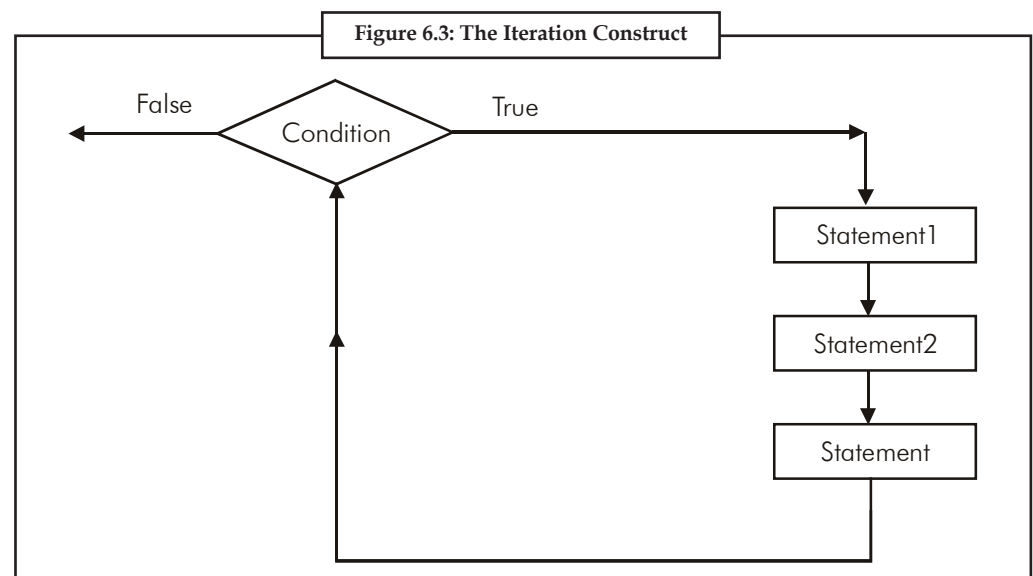 Figure 6.3: The Iteration Construct
False
True
Condition
Statement1
Statement2
Statement